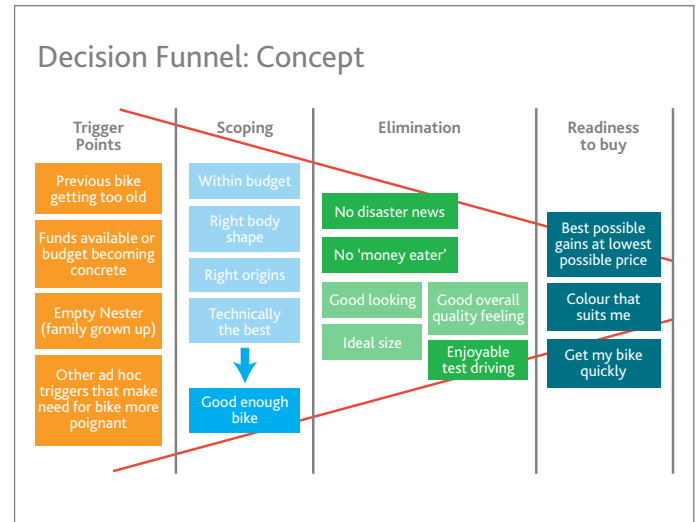 Decision Funnel: Concept
Trigger
Points
Previous bike
getting too old
Funds available or
budget becoming
concrete
Empty Nester
(family grown up)
Other ad hoc
triggers that make
need for bike more
poignant
Scoping
Within budget
Right body
shape
Right origins
Technically
the best
Good enough
bike
Elimination
No disaster news
No ‘money eater’
Good looking
Good overall
quality feeling
Ideal size
Enjoyable
test driving
Readiness
to buy
Best possible
gains at lowest
possible price
Colour that
suits me
Get my bike
quickly